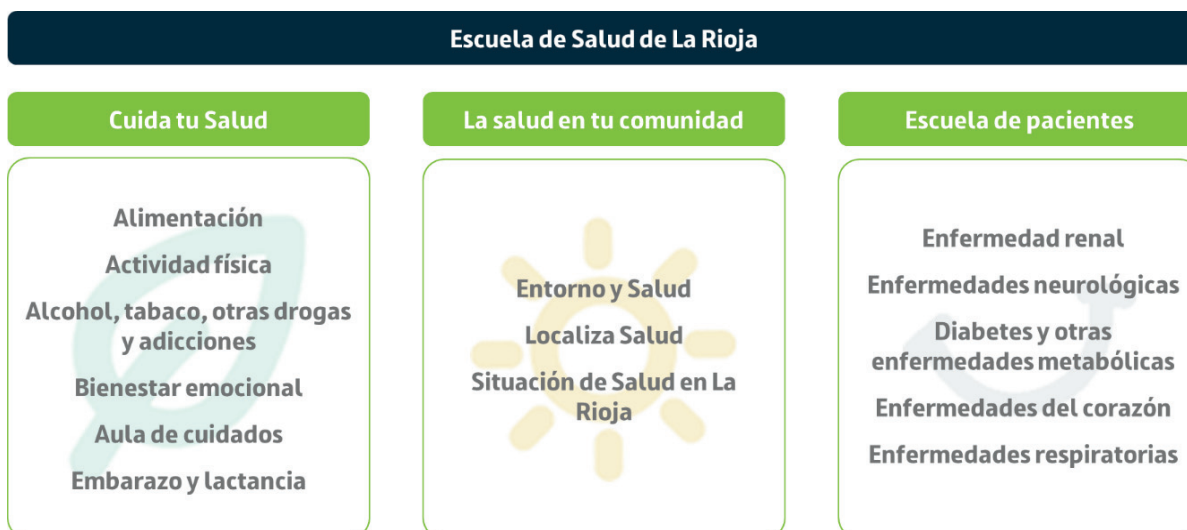 Escuela de Salud de La Rioja
Cuida tu Salud
Alimentación
Actividad física
Alcohol, tabaco, otras drogas
y adicciones
Bienestar emocional
Aula de cuidados
Embarazo y lactancia
La salud en tu comunidad
Entorno y Salud
Localiza Salud
Situación de Salud en La
Rioja
Escuela de pacientes
Enfermedad renal
Enfermedades neurológicas
Diabetes y otras
enfermedades metabólicas
Enfermedades del corazón
Enfermedades respiratorias